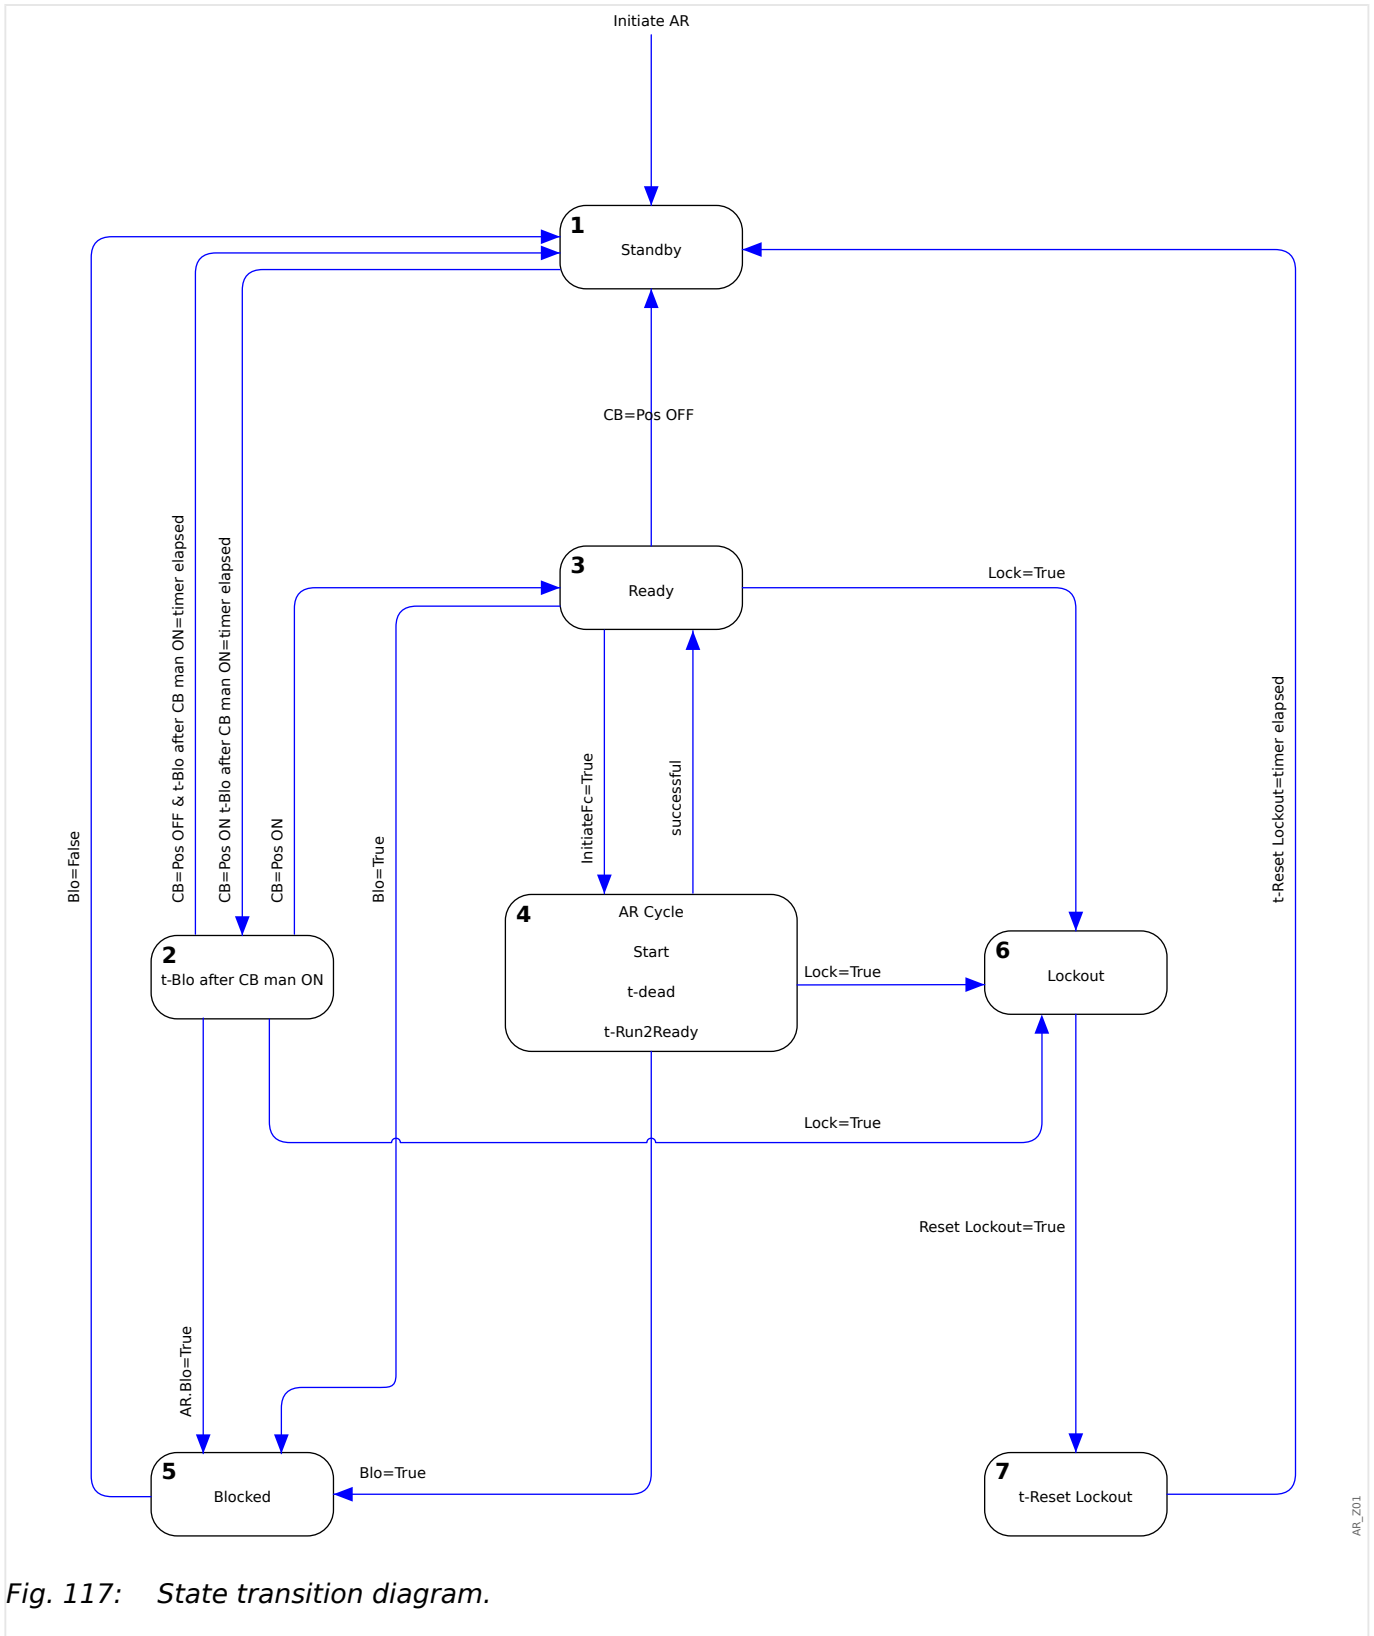 Initiate AR
1
Standby
CB=Pos OFF
3
Ready
Lock=True
CB=Pos OFF & t-Blo after CB man ON=timer elapsed
CB=Pos ON t-Blo after CB man ON=timer elapsed
CB=Pos ON
Blo=False
Blo=True
InitiateFc=True
successful
t-Reset Lockout=timer elapsed
2
t-Blo after CB man ON
4
AR Cycle
Start
t-dead
t-Run2Ready
Lock=True
6
Lockout
Lock=True
Reset Lockout=True
AR.Blo=True
5
Blocked
Blo=True
7
t-Reset Lockout
AR_Z01
Fig. 117: State transition diagram.